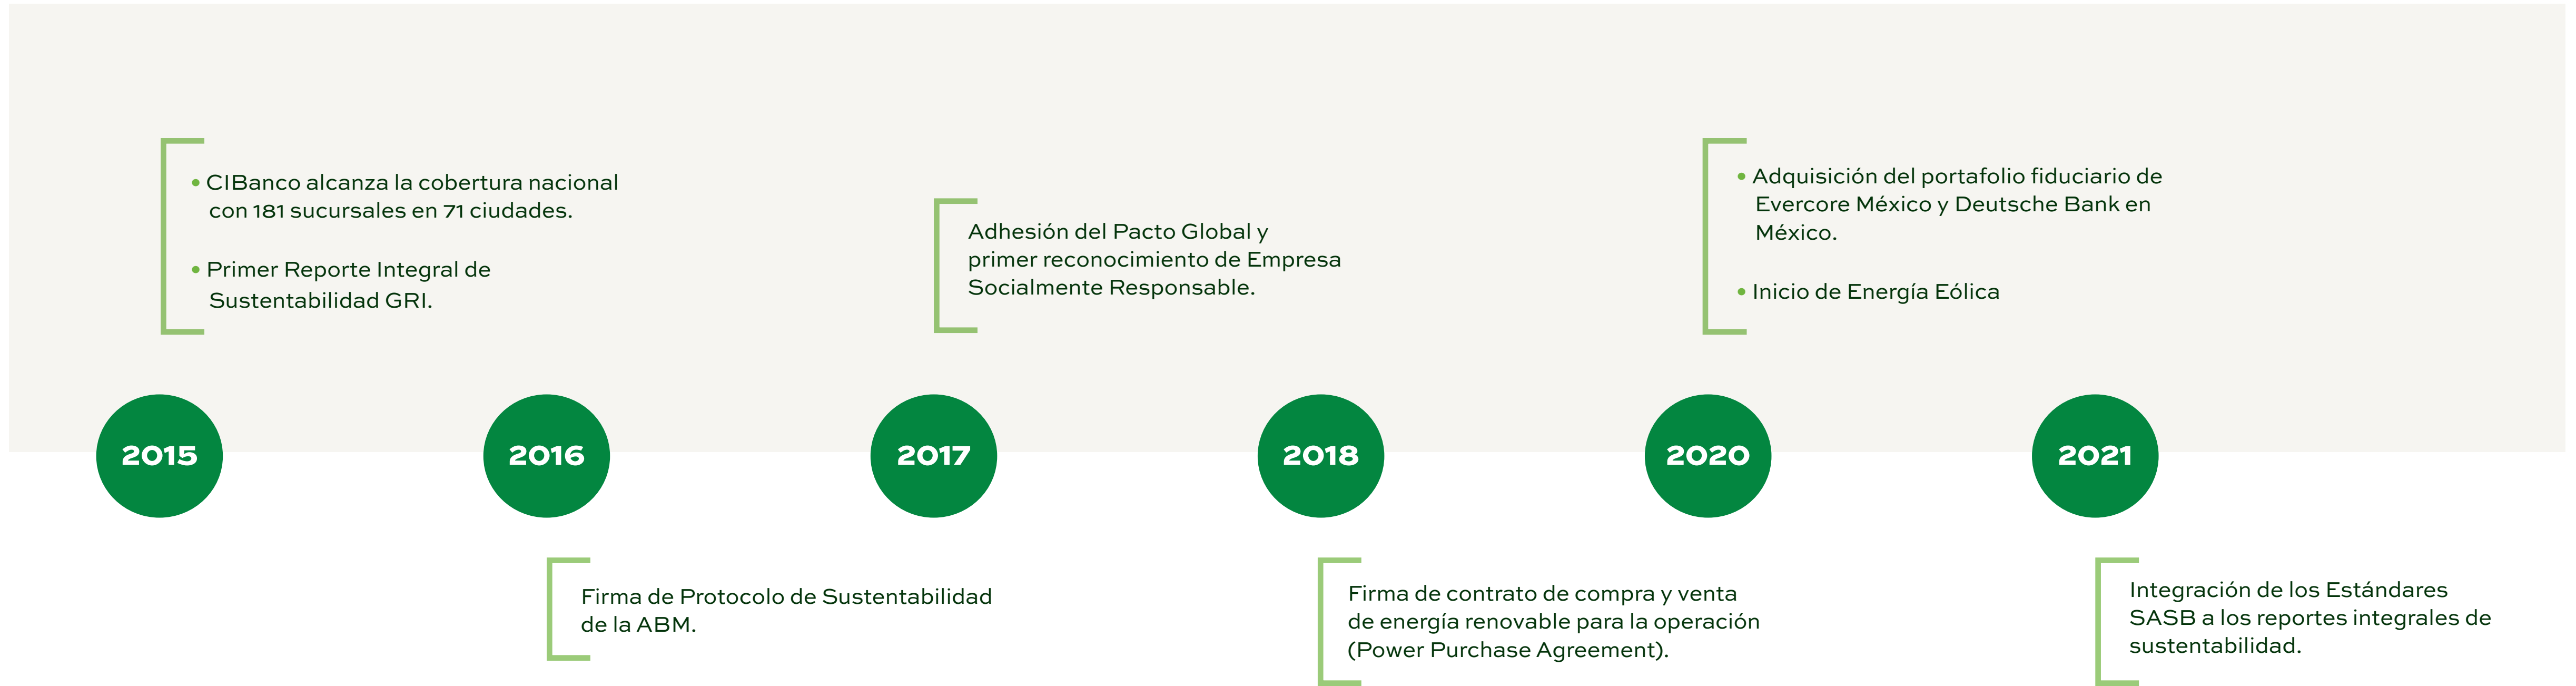 • CIBanco alcanza la cobertura nacional
con 181 sucursales en 71 ciudades.
• Primer Reporte Integral de
Sustentabilidad GRI.
Adhesión del Pacto Global y
primer reconocimiento de Empresa
Socialmente Responsable.
• Adquisición del portafolio fiduciario de
Evercore México y Deutsche Bank en
México.
• Inicio de Energía Eólica
2015
2016
2017
2018
2020
2021
Firma de Protocolo de Sustentabilidad
de la ABM.
Firma de contrato de compra y venta
de energía renovable para la operación
(Power Purchase Agreement).
Integración de los Estándares
SASB a los reportes integrales de
sustentabilidad.